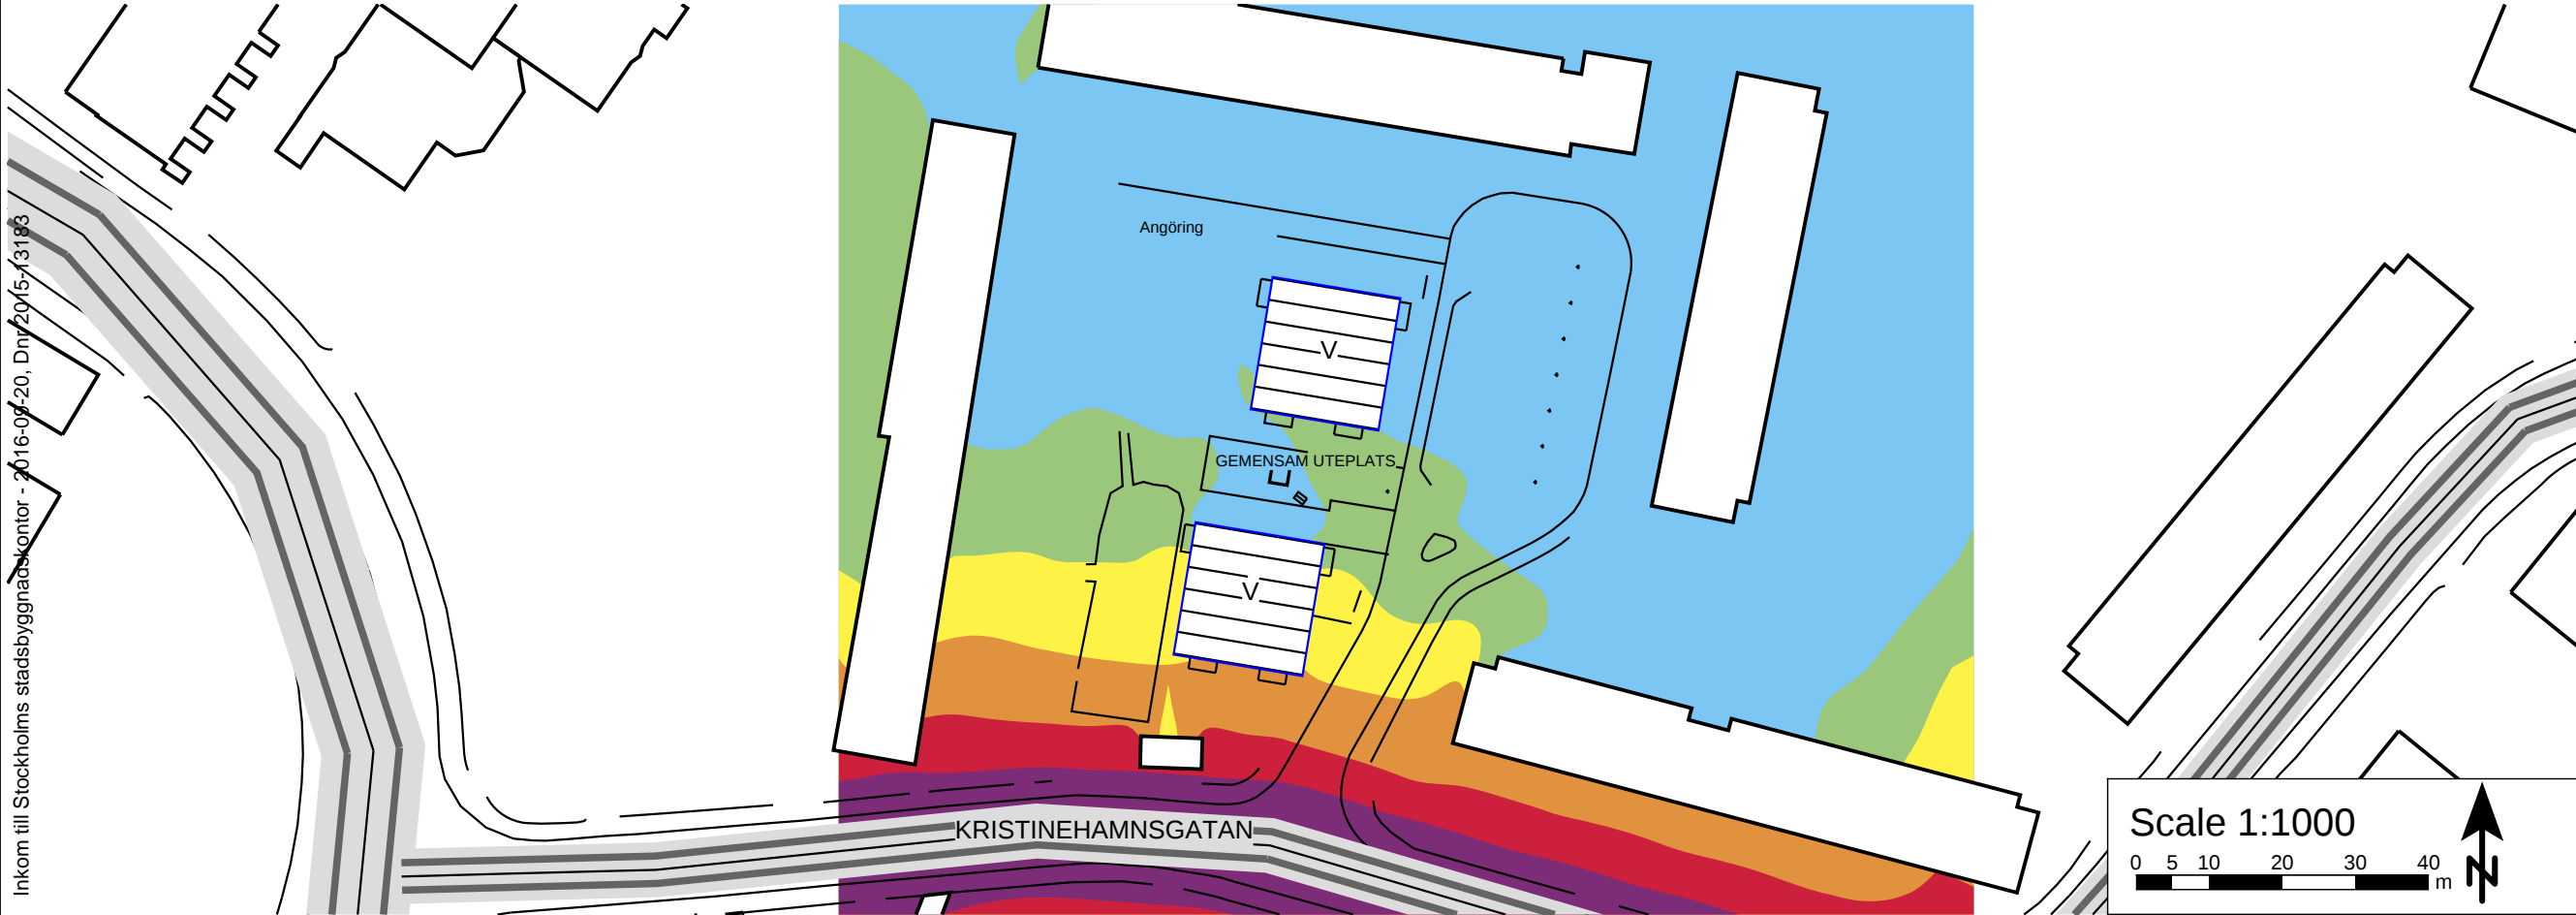 Inkom till Stockholms stadsbyggnadskontor - 2016-09-20, Dnr 2015-13183
Angöring
V
GEMENSAM UTEPLATS
V
KRISTINEHAMNSGATAN
Scale 1:1000
0 5 10 20 30 40
m
N